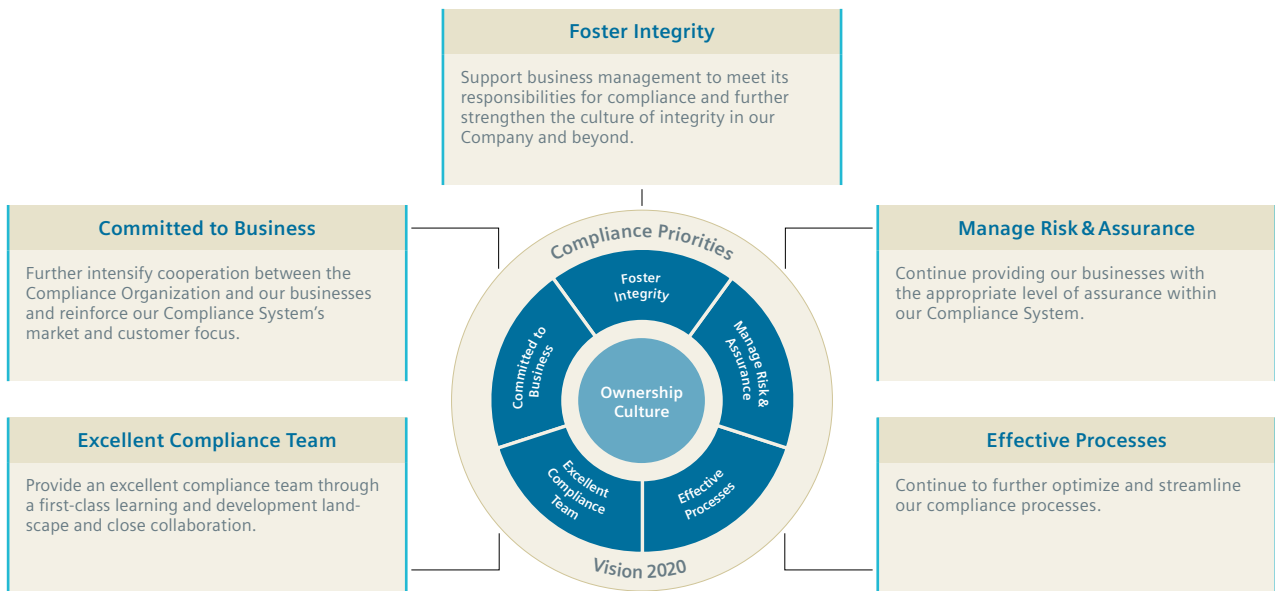 Foster Integrity
Support business management to meet its
responsibilities for compliance and further
strengthen the culture of integrity in our
Company and beyond.
Committed to Business
Further intensify cooperation between the
Compliance Organization and our businesses
and reinforce our Compliance System’s
market and customer focus.
Manage Risk & Assurance
Continue providing our businesses with
the appropriate level of assurance within
our Compliance System.
Excellent Compliance Team
Provide an excellent compliance team through
a first-class learning and development land-
scape and close collaboration.
Effective Processes
Continue to further optimize and streamline
our compliance processes.
Compliance Priorities
Foster
Integrity
Manage Risk &
Assurance
Effective
Processes
Excellent
Compliance
Team
Committed to
Business
Ownership
Culture
Vision 2020